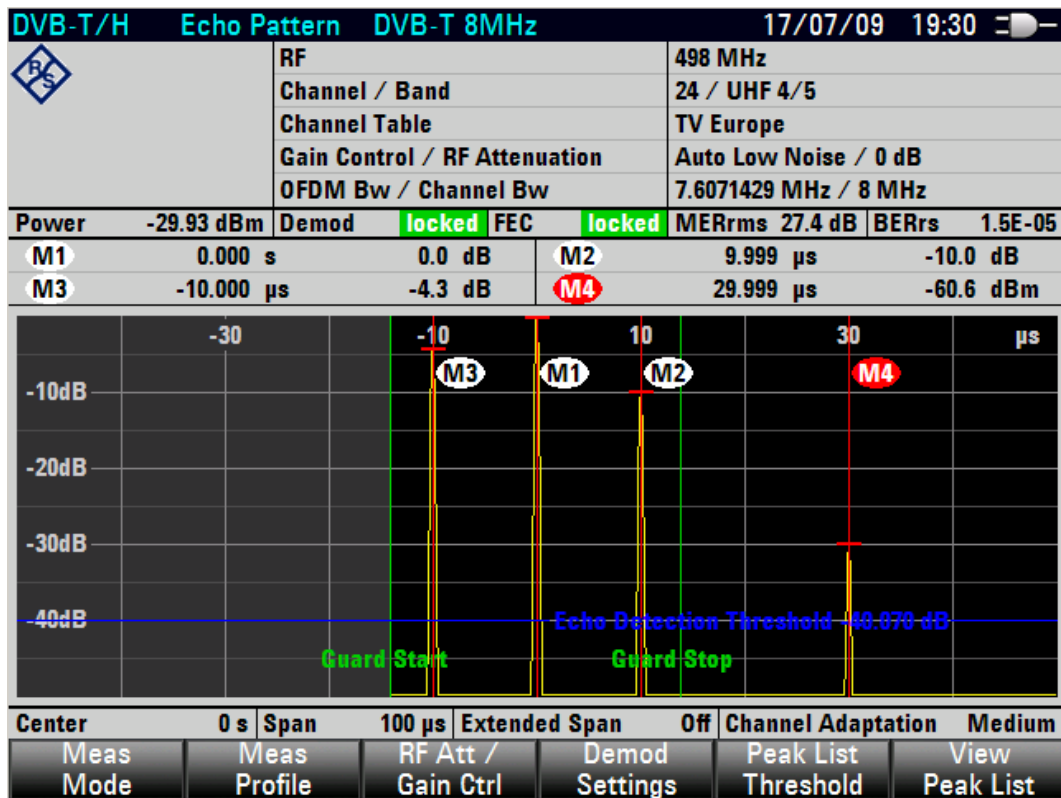 DVB-T/H Echo Pattern DVB-T 8MHz 17/07/09 19:30
R&S
RF 498 MHz
Channel / Band 24 / UHF 4/5
Channel Table TV Europe
Gain Control / RF Attenuation Auto Low Noise / 0 dB
OFDM Bw / Channel Bw 7.6071429 MHz / 8 MHz
Power -29.93 dBm Demod locked FEC locked MERrms 27.4 dB BERrs 1.5E-05
M1 0.000 s 0.0 dB M2 9.999 µs -10.0 dB
M3 -10.000 µs -4.3 dB M4 29.999 µs -60.6 dBm
-30 -10 10 30 µs
M3 M1 M2 M4
-10dB
-20dB
-30dB
-40dB Echo Detection Threshold -40.070 dB
Guard Start Guard Stop
Center 0 s Span 100 µs Extended Span Off Channel Adaptation Medium
Meas Meas RF Att / Demod Peak List View
Mode Profile Gain Ctrl Settings Threshold Peak List